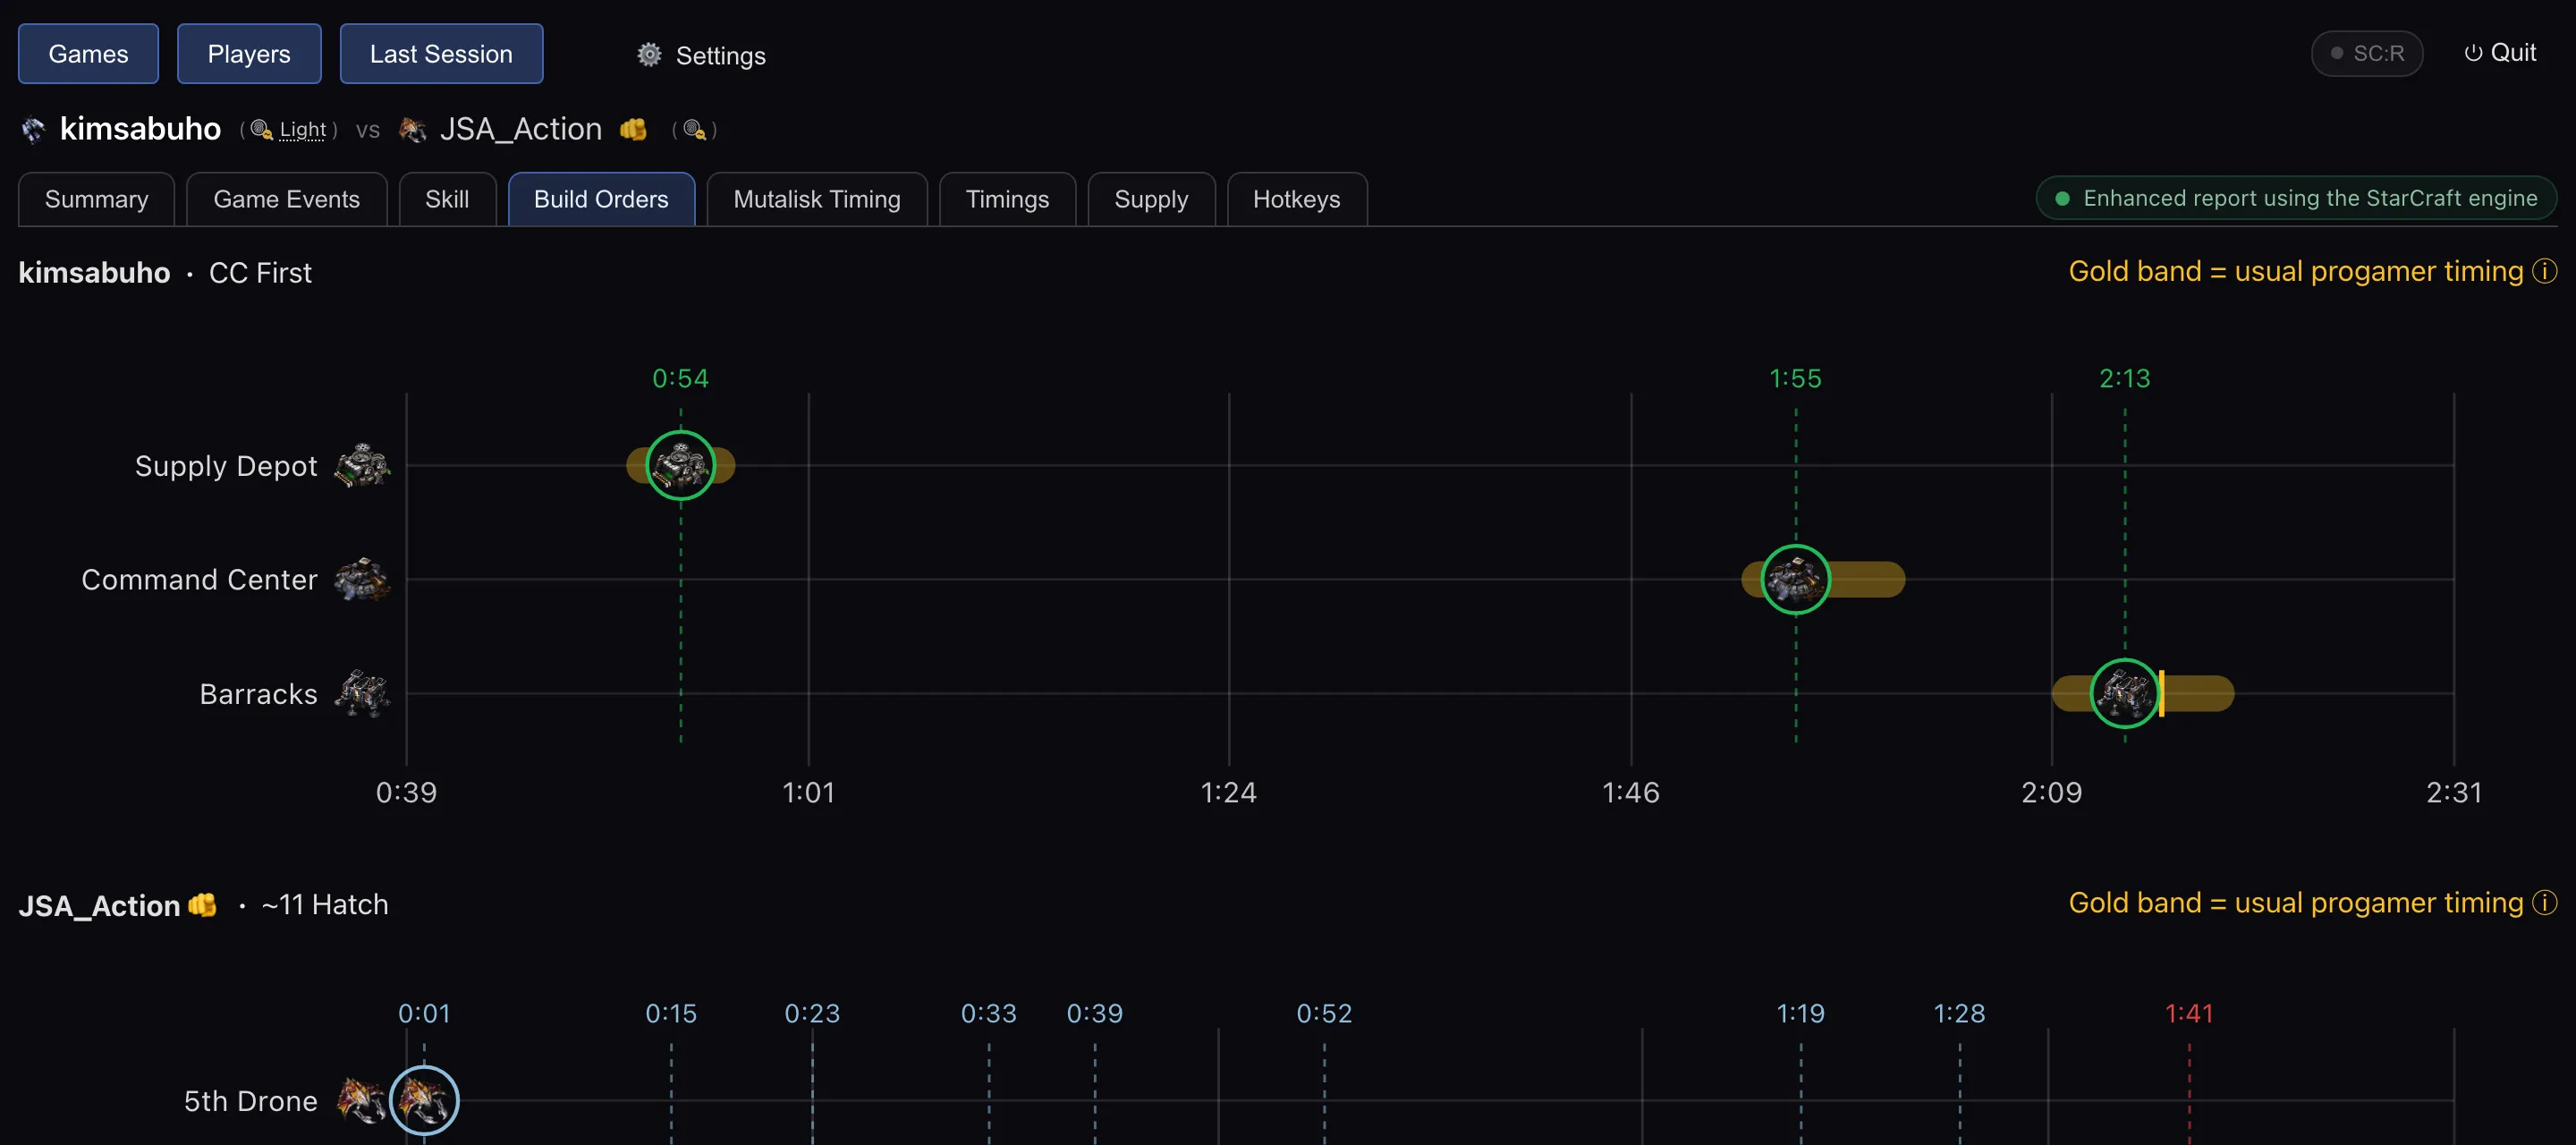 Games Players Last Session Settings SC:R Quit
kimsabuho ( Light ) vs JSA_Action ( )
Summary Game Events Skill Build Orders Mutalisk Timing Timings Supply Hotkeys Enhanced report using the StarCraft engine
kimsabuho · CC First Gold band = usual progamer timing ⓘ
0:54 1:55 2:13
Supply Depot
Command Center
Barracks
0:39 1:01 1:24 1:46 2:09 2:31
JSA_Action · ~11 Hatch Gold band = usual progamer timing ⓘ
0:01 0:15 0:23 0:33 0:39 0:52 1:19 1:28 1:41
5th Drone